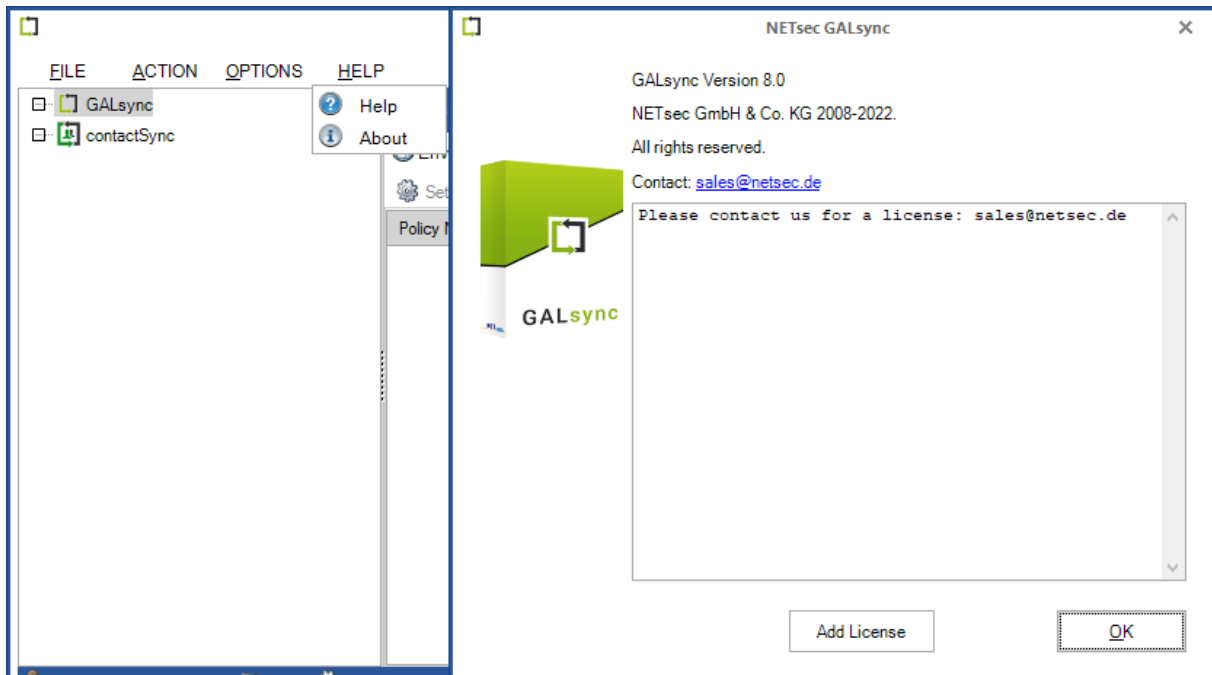 FILE ACTION OPTIONS HELP
GALsync
contactSync
Help
About
Set
Policy
NETsec GALsync
GALsync Version 8.0
NETsec GmbH & Co. KG 2008-2022.
All rights reserved.
Contact: sales@netsec.de
Please contact us for a license: sales@netsec.de
GALsync
Add License
OK